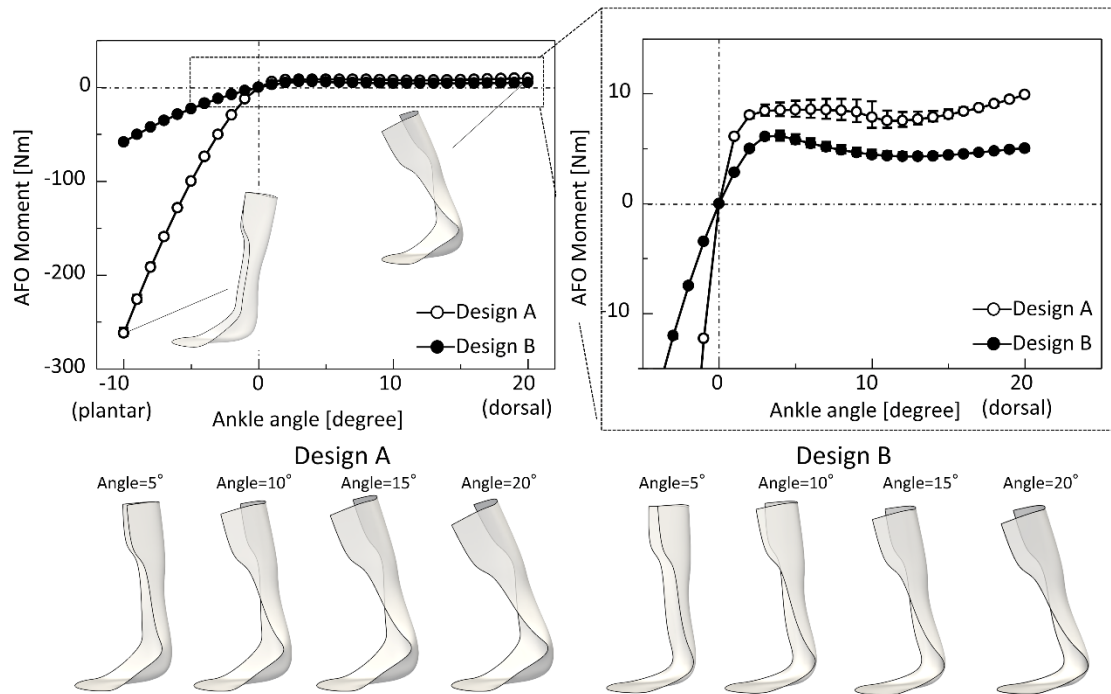 AFO Moment [Nm]
0
-100
-200
-300
-10
0
10
20
(plantar)
Ankle angle [degree]
(dorsal)
Design A
Design B
AFO Moment [Nm]
10
0
-10
0
10
20
Ankle angle [degree]
(dorsal)
Design A
Design B
Design A
Angle=5°
Angle=10°
Angle=15°
Angle=20°
Design B
Angle=5°
Angle=10°
Angle=15°
Angle=20°